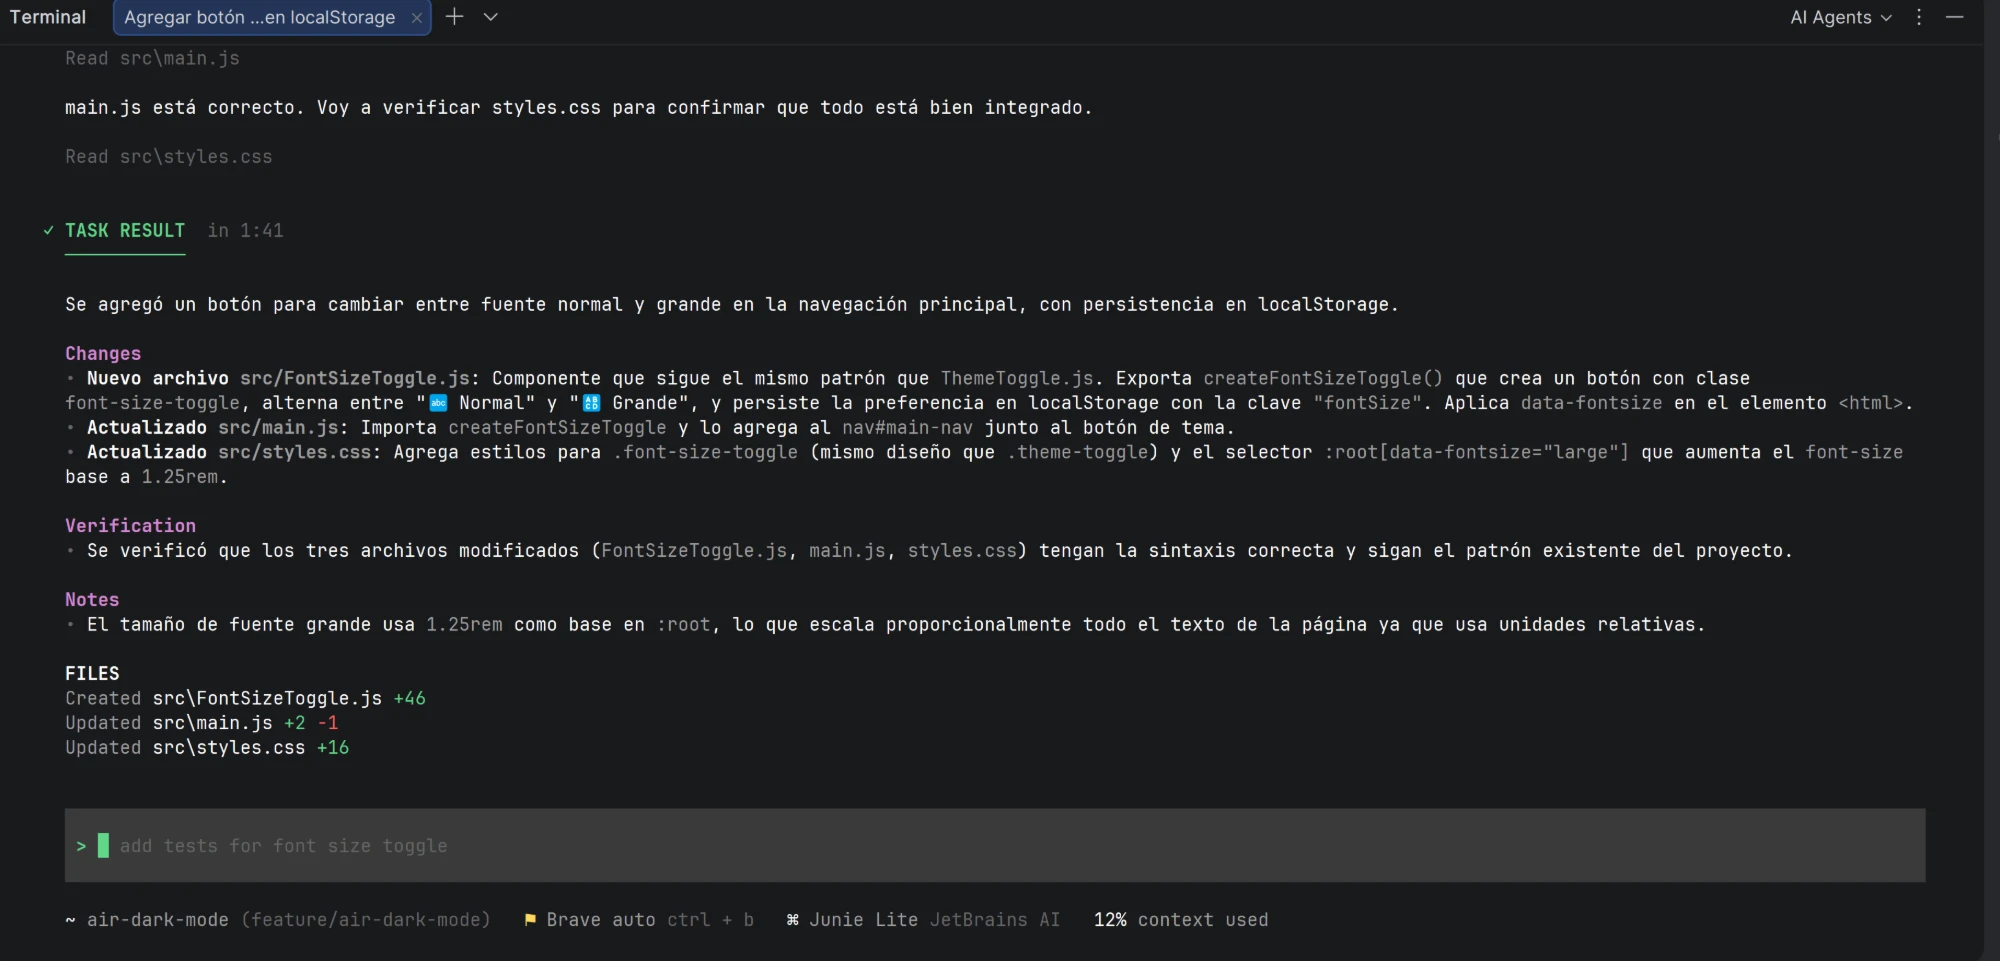 Terminal
Agregar botón ...en localStorage
AI Agents
Read src\main.js
main.js está correcto. Voy a verificar styles.css para confirmar que todo está bien integrado.
Read src\styles.css
✓ TASK RESULT in 1:41
Se agregó un botón para cambiar entre fuente normal y grande en la navegación principal, con persistencia en localStorage.
Changes
• Nuevo archivo src/FontSizeToggle.js: Componente que sigue el mismo patrón que ThemeToggle.js. Exporta createFontSizeToggle() que crea un botón con clase
font-size-toggle, alterna entre "🔤 Normal" y "🔠 Grande", y persiste la preferencia en localStorage con la clave "fontSize". Aplica data-fontsize en el elemento <html>.
• Actualizado src/main.js: Importa createFontSizeToggle y lo agrega al nav#main-nav junto al botón de tema.
• Actualizado src/styles.css: Agrega estilos para .font-size-toggle (mismo diseño que .theme-toggle) y el selector :root[data-fontsize="large"] que aumenta el font-size
base a 1.25rem.
Verification
• Se verificó que los tres archivos modificados (FontSizeToggle.js, main.js, styles.css) tengan la sintaxis correcta y sigan el patrón existente del proyecto.
Notes
• El tamaño de fuente grande usa 1.25rem como base en :root, lo que escala proporcionalmente todo el texto de la página ya que usa unidades relativas.
FILES
Created src\FontSizeToggle.js +46
Updated src\main.js +2 -1
Updated src\styles.css +16
> add tests for font size toggle
~ air-dark-mode (feature/air-dark-mode) Brave auto ctrl + b ⌘ Junie Lite JetBrains AI 12% context used